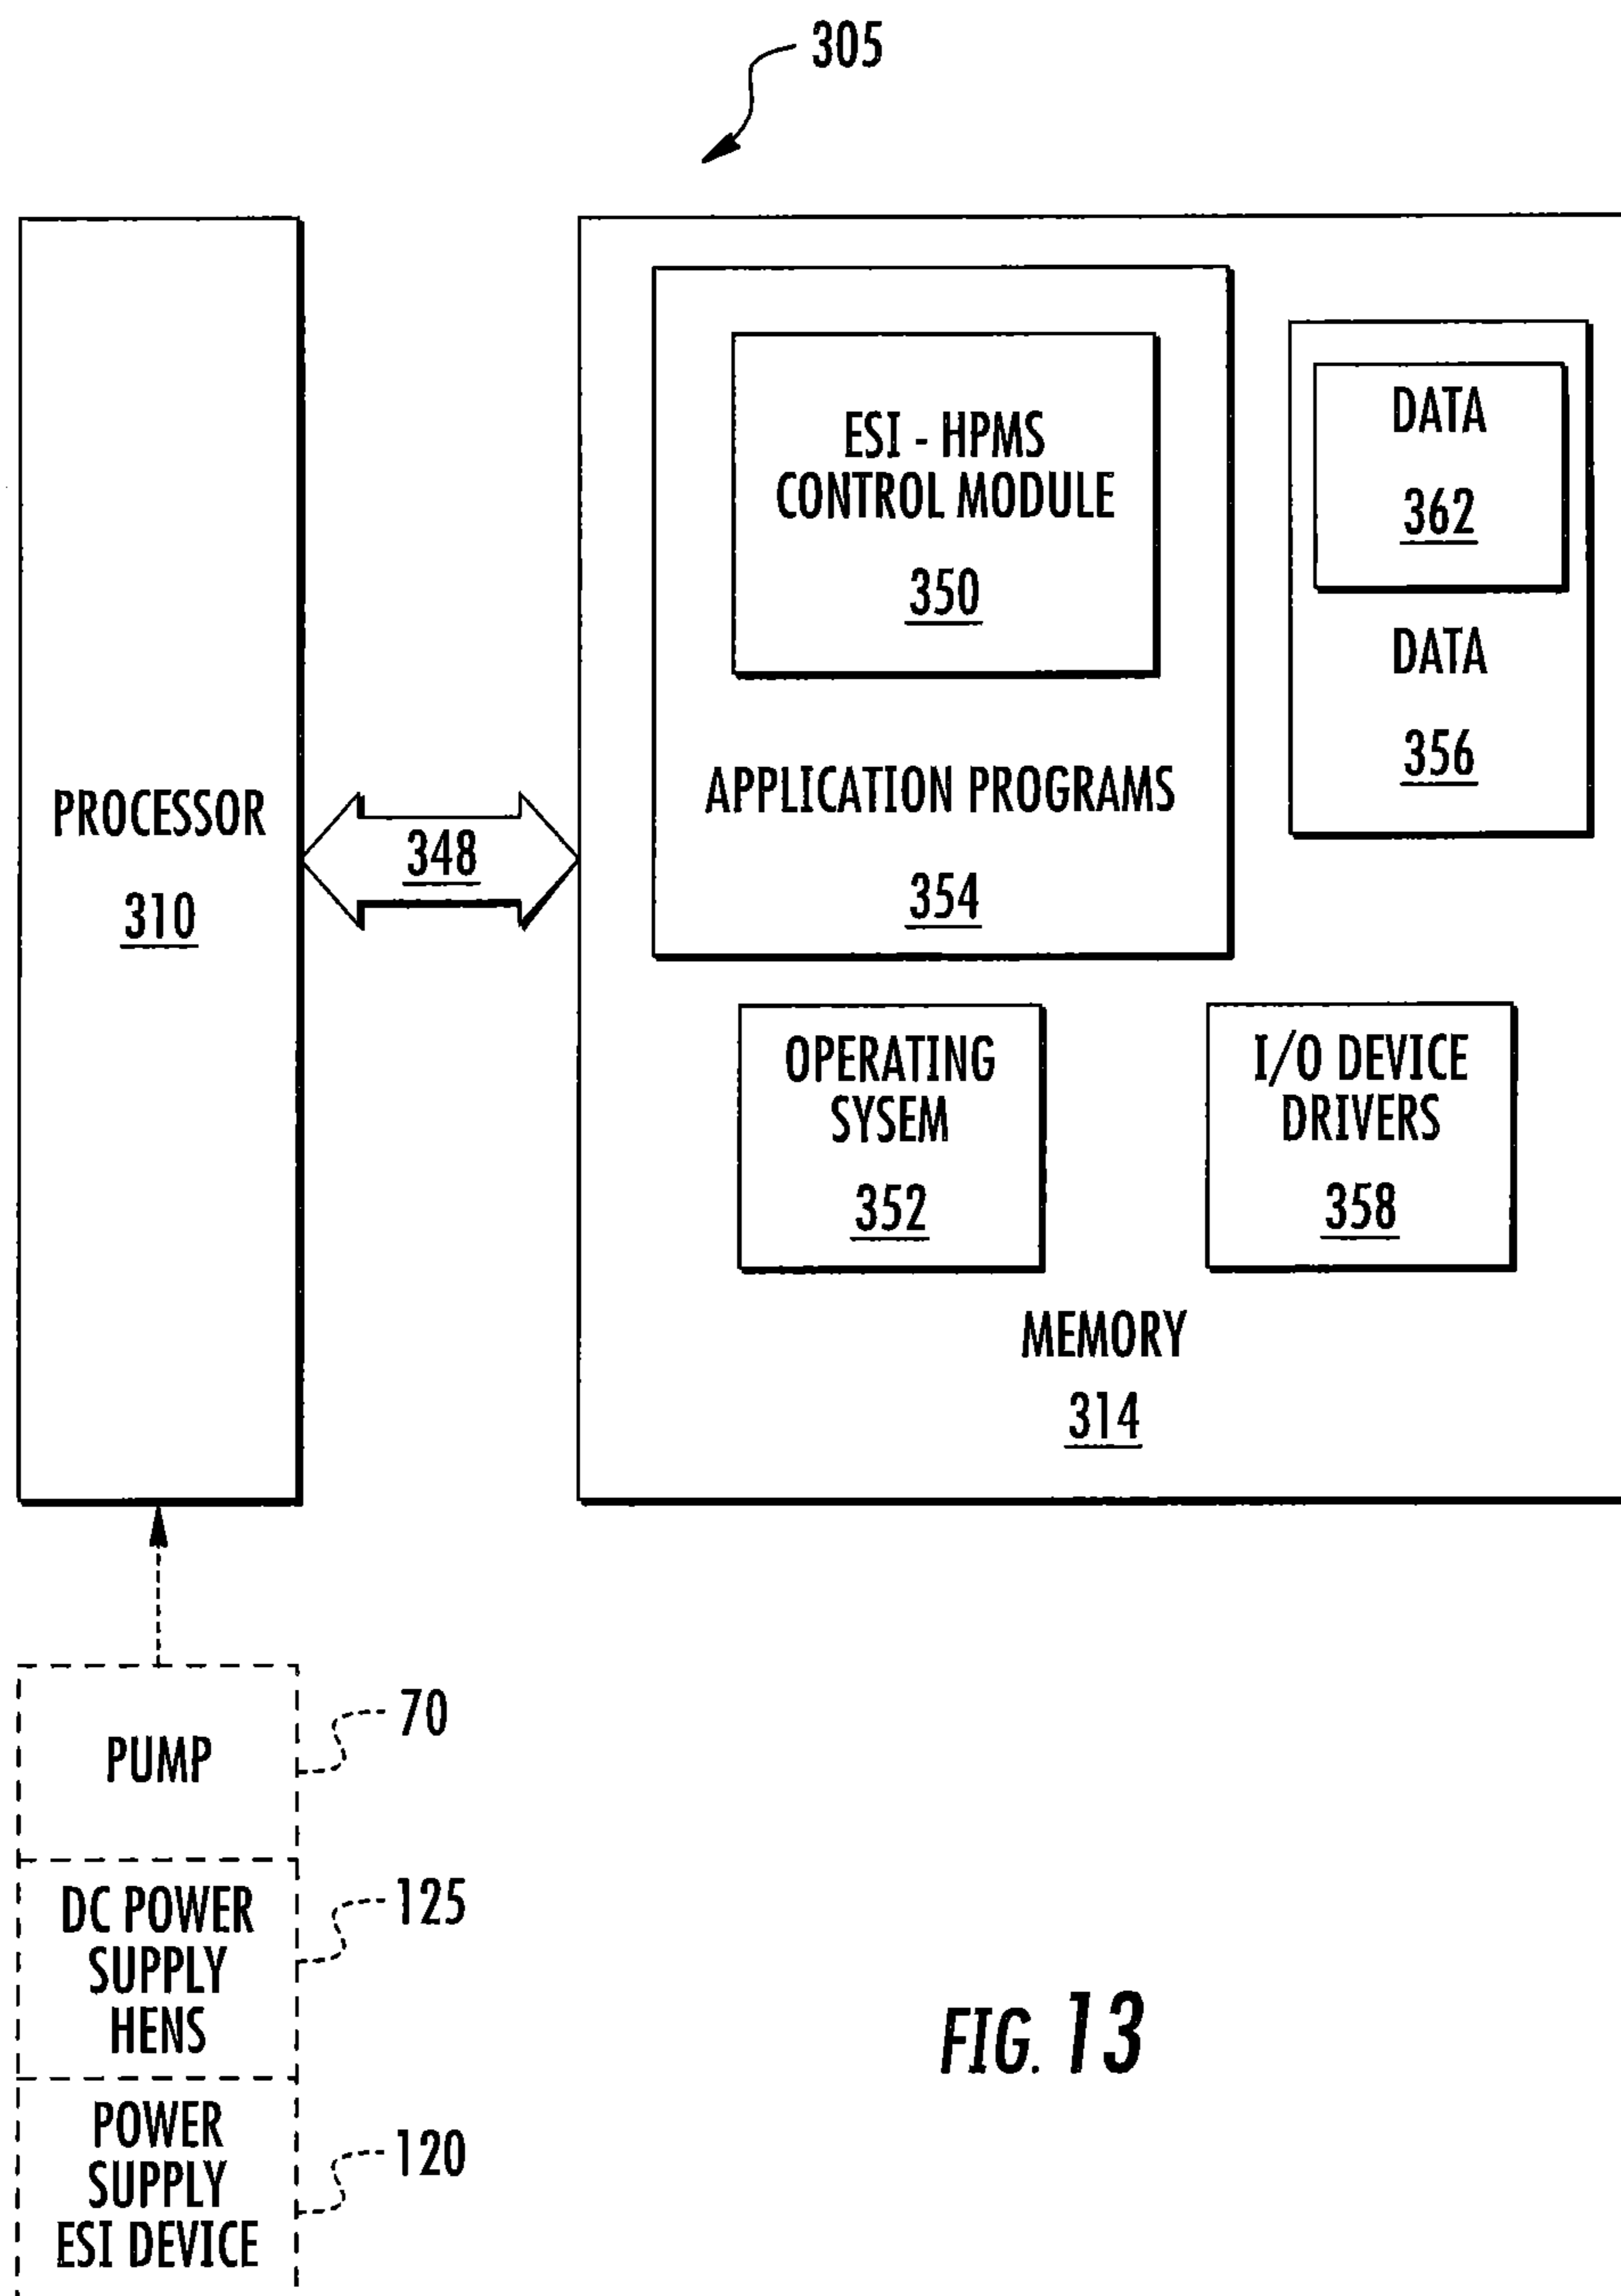 305
PROCESSOR
310
348
ESI - HPMS
CONTROL MODULE
350
APPLICATION PROGRAMS
354
DATA
362
DATA
356
OPERATING
SYSEM
352
I/O DEVICE
DRIVERS
358
MEMORY
314
PUMP
70
DC POWER
SUPPLY
HENS
125
POWER
SUPPLY
ESI DEVICE
120
FIG. 13